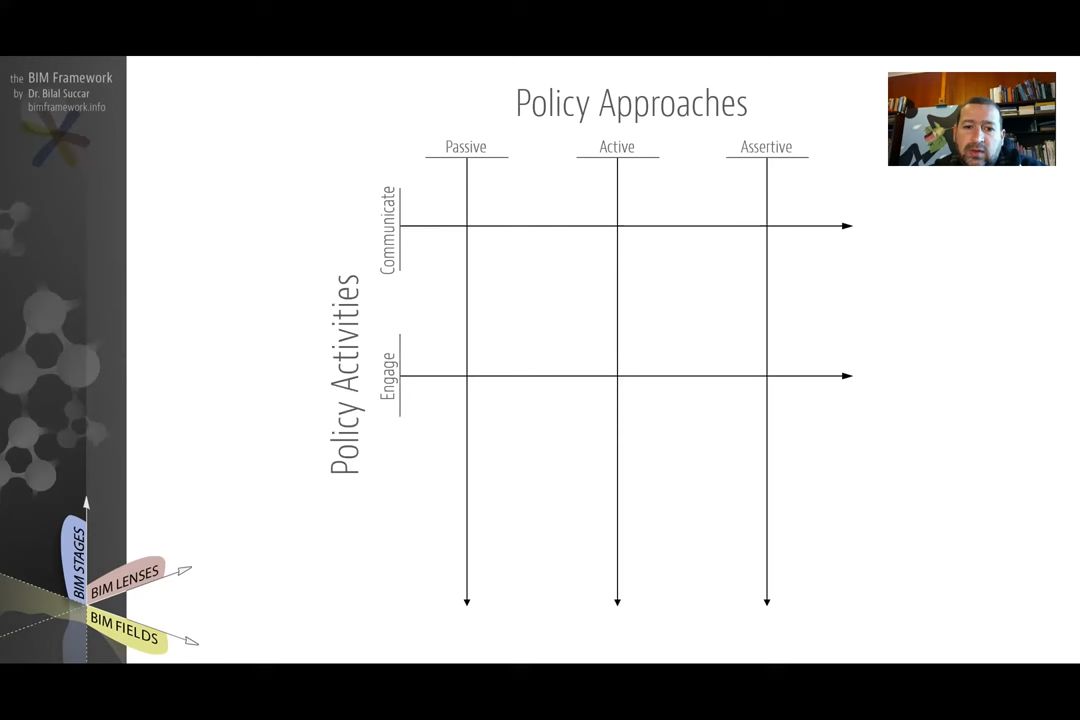 the BIM Framework
by Dr. Bilal Succar
bimframework.info
Policy Approaches
Passive
Active
Assertive
Policy Activities
Communicate
Engage
BIM STAGES
BIM LENSES
BIM FIELDS